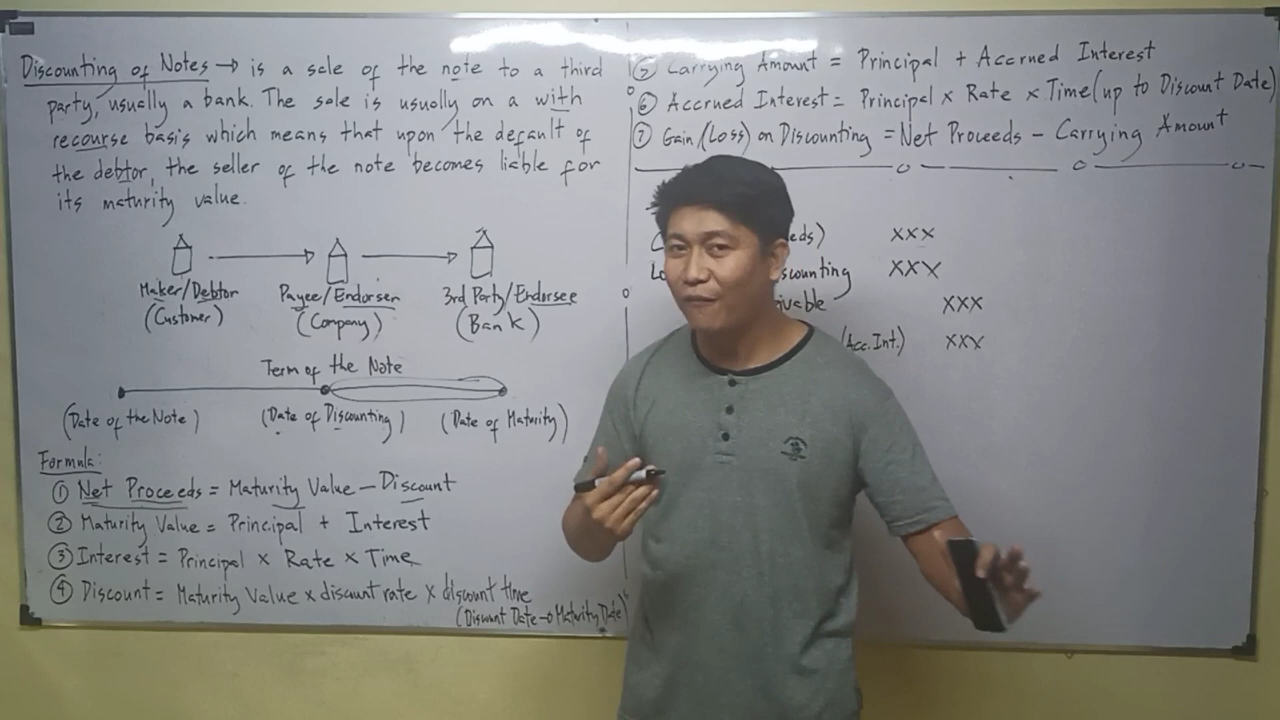 Discounting of Notes → is a sale of the note to a third
party, usually a bank. The sale is usually on a with
recourse basis which means that upon the default of
the debtor, the seller of the note becomes liable for
its maturity value.
Maker/Debtor
(Customer)
Payee/Endorser
(Company)
3rd Party/Endorsee
(Bank)
Term of the Note
(Date of the Note)
(Date of Discounting)
(Date of Maturity)
Formula:
① Net Proceeds = Maturity Value - Discount
② Maturity Value = Principal + Interest
③ Interest = Principal x Rate x Time
④ Discount = Maturity Value x discount rate x discount time
(Discount Date → Maturity Date)
⑤ Carrying Amount = Principal + Accrued Interest
⑥ Accrued Interest = Principal x Rate x Time (up to Discount Date)
⑦ Gain/(Loss) on Discounting = Net Proceeds - Carrying Amount
eds) xxx
Lo scounting xxx
ivable xxx
(Acc. Int.) xxx